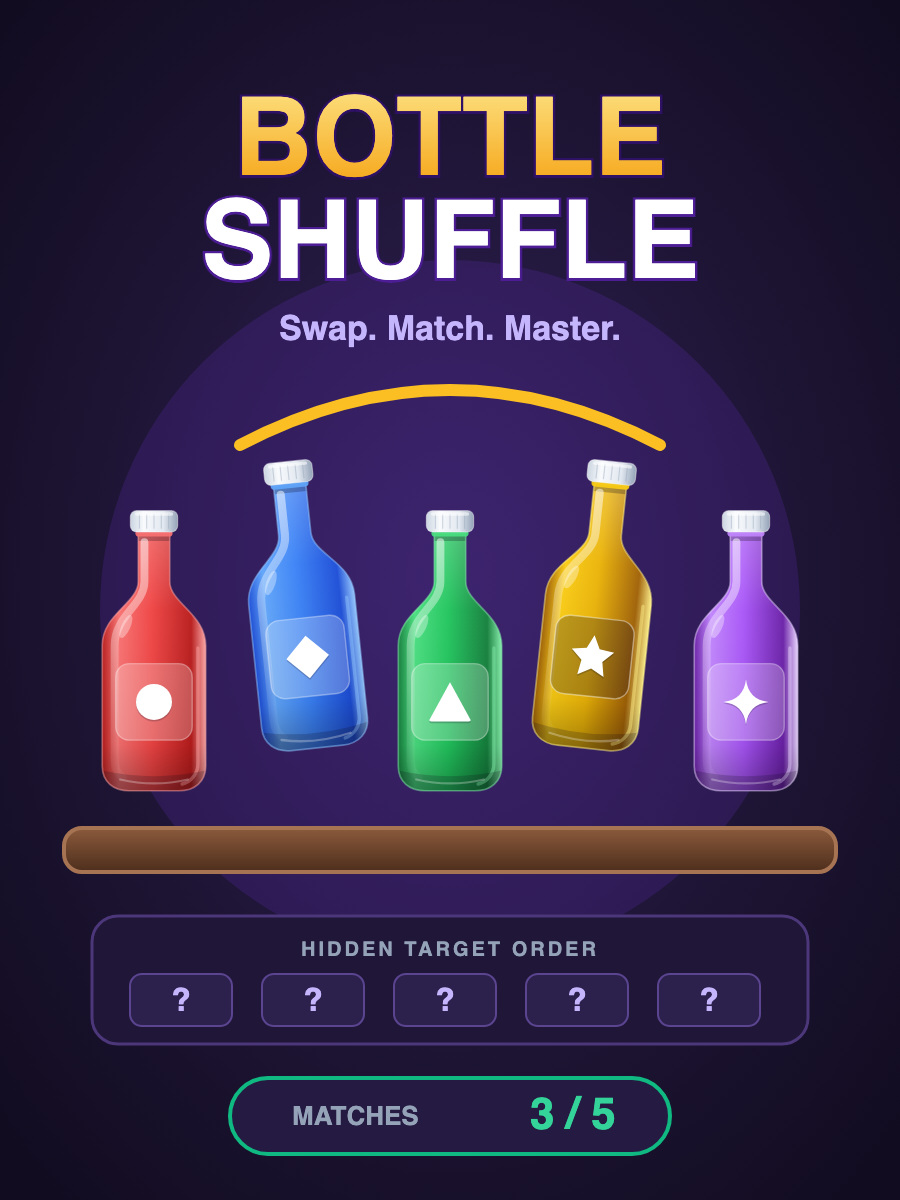 BOTTLE
SHUFFLE
Swap. Match. Master.
HIDDEN TARGET ORDER
? ? ? ? ?
MATCHES 3 / 5